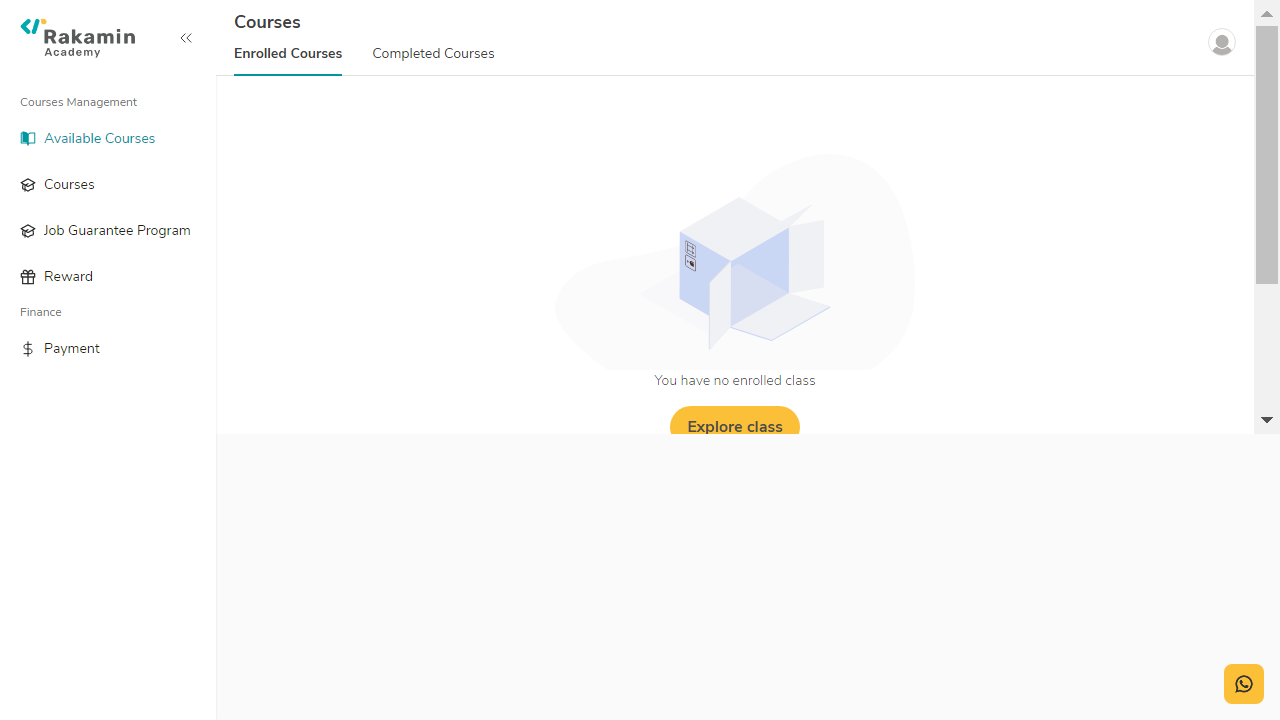 Rakamin
Academy
Courses Management
Available Courses
Courses
Job Guarantee Program
Reward
Finance
Payment
Courses
Enrolled Courses
Completed Courses
You have no enrolled class
Explore class